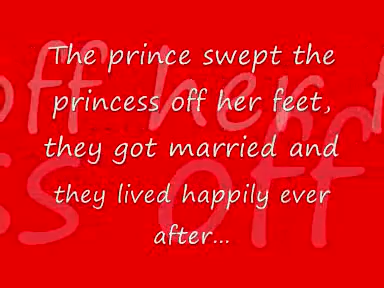 The prince swept the
princess off her feet,
they got married and
they lived happily ever
after...